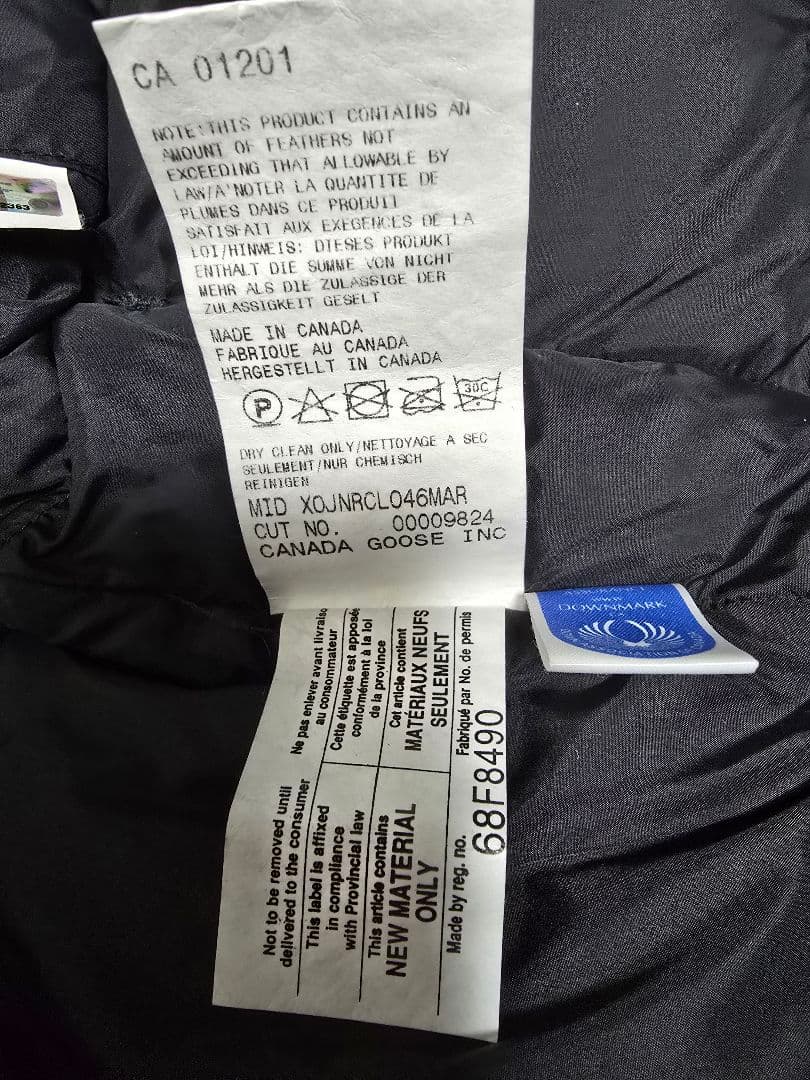 CA 01201
NOTE:THIS PRODUCT CONTAINS AN
AMOUNT OF FEATHERS NOT
EXCEEDING THAT ALLOWABLE BY
LAW/A'NOTER LA QUANTITE DE
PLUMES DANS CE PRODUIT
SATISFAIT AUX EXEGENCES DE LA
LOI/HINWEIS: DIESES PRODUKT
ENTHALT DIE SUMME VON NICHT
MEHR ALS DIE ZULASSIGE DER
ZULASSIGKEIT GESELT
MADE IN CANADA
FABRIQUE AU CANADA
HERGESTELLT IN CANADA
P
30C
DRY CLEAN ONLY/NETTOYAGE A SEC
SEULEMENT/NUR CHEMISCH
REINIGEN
MID XOJNRCLO46MAR
CUT NO. 00009824
CANADA GOOSE INC
DOWNMARK
2363
Not to be removed until
delivered to the consumer
Ne pas enlever avant livraison
au consommateur
This label is affixed
in compliance
with Provincial law
Cette étiquette est apposée
conformément à la loi
de la province
This article contains
NEW MATERIAL
ONLY
Cet article contient
MATÉRIAUX NEUFS
SEULEMENT
Made by reg. no.
Fabriqué par No. de permis
68F8490